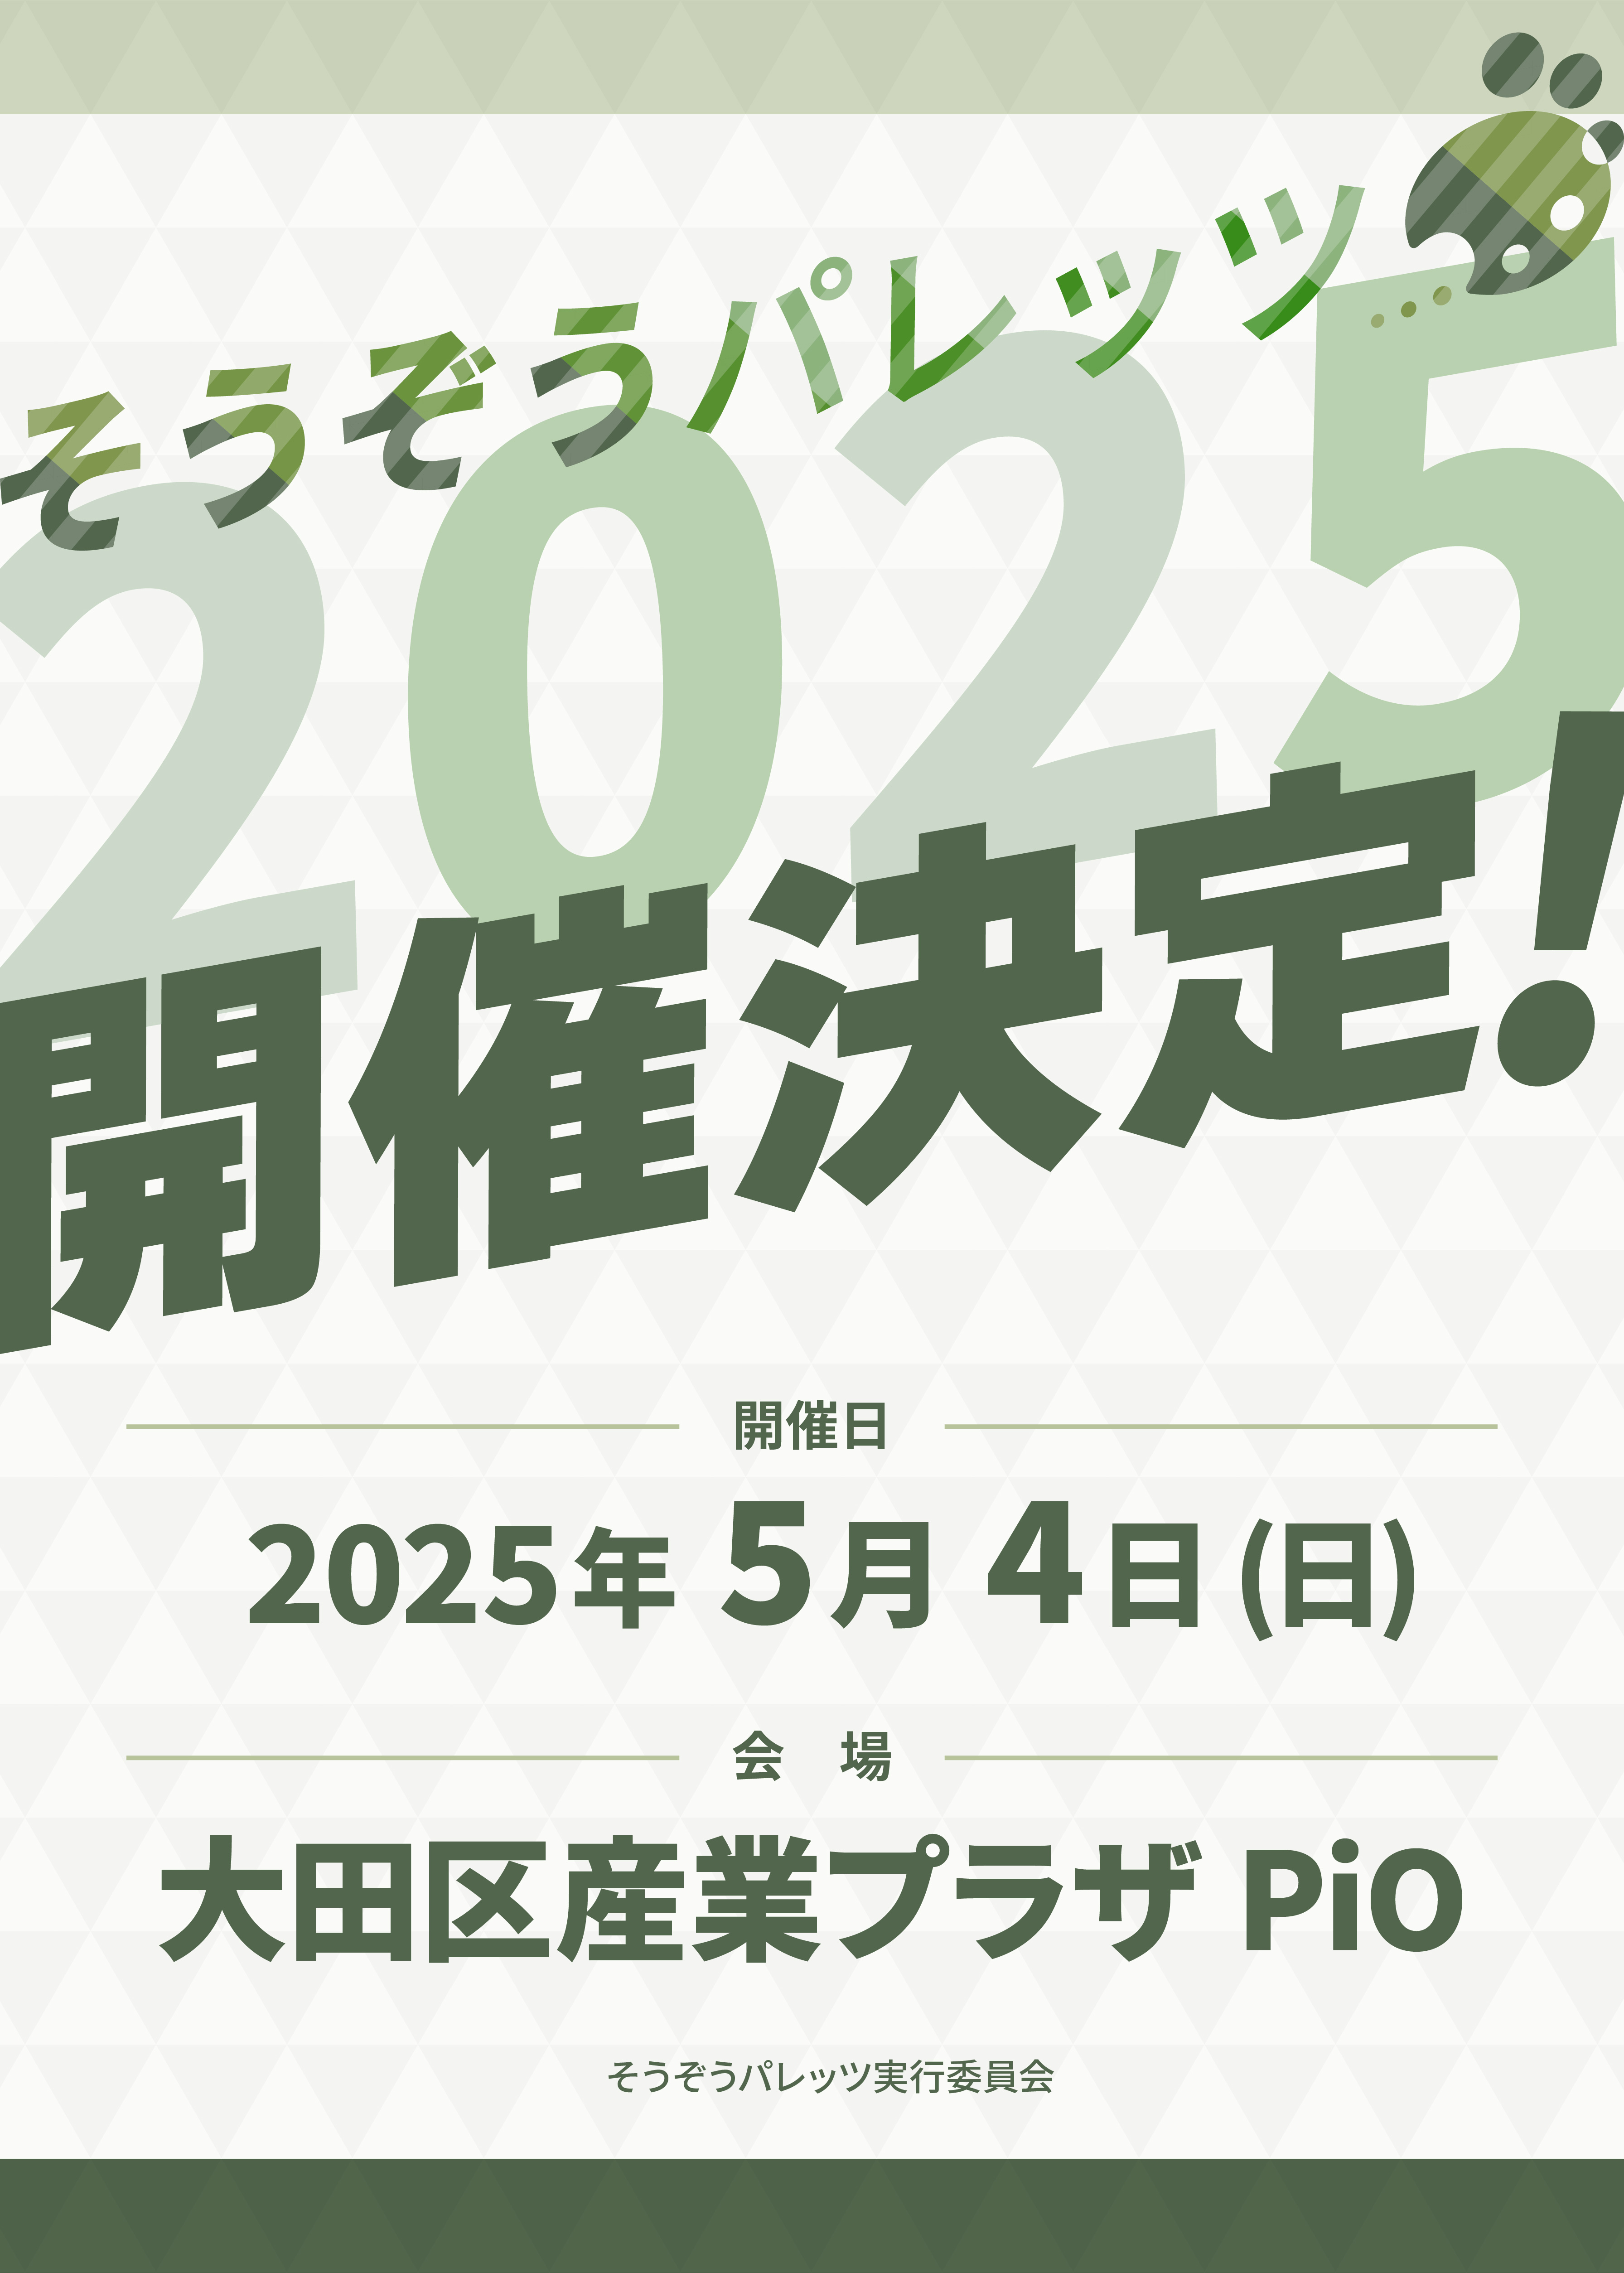 そうぞうパレッツ
2025
開催決定!
開催日
2025年 5月 4日(日)
会　場
大田区産業プラザ PiO
そうぞうパレッツ実行委員会